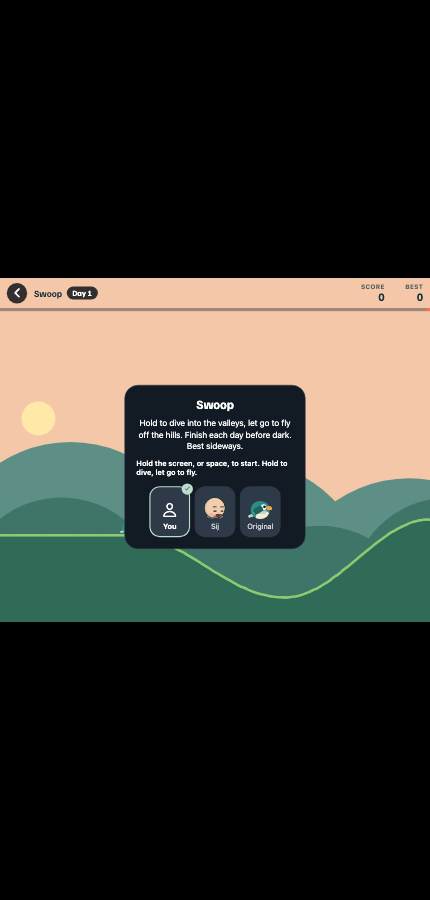 Swoop
Day 1
SCORE
0
BEST
0
Swoop
Hold to dive into the valleys, let go to fly
off the hills. Finish each day before dark.
Best sideways.
Hold the screen, or space, to start. Hold to
dive, let go to fly.
You
Sij
Original